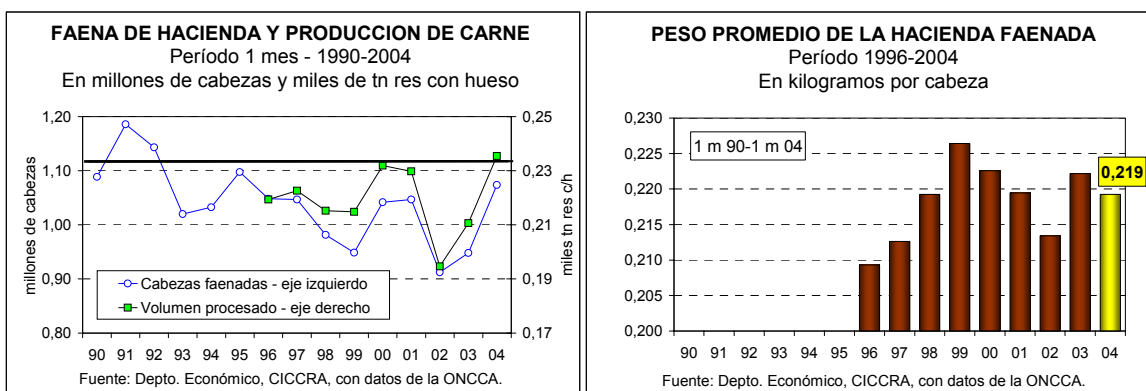 FAENA DE HACIENDA Y PRODUCCION DE CARNE
Período 1 mes - 1990-2004
En millones de cabezas y miles de tn res con hueso
1,20
1,10
1,00
0,90
0,80
millones de cabezas
0,25
0,23
0,21
0,19
0,17
miles tn res c/h
Cabezas faenadas - eje izquierdo
Volumen procesado - eje derecho
90 91 92 93 94 95 96 97 98 99 00 01 02 03 04
Fuente: Depto. Económico, CICCRA, con datos de la ONCCA.
PESO PROMEDIO DE LA HACIENDA FAENADA
Período 1996-2004
En kilogramos por cabeza
0,230
0,225
0,220
0,215
0,210
0,205
0,200
1 m 90-1 m 04
0,219
90 91 92 93 94 95 96 97 98 99 00 01 02 03 04
Fuente: Depto. Económico, CICCRA, con datos de la ONCCA.